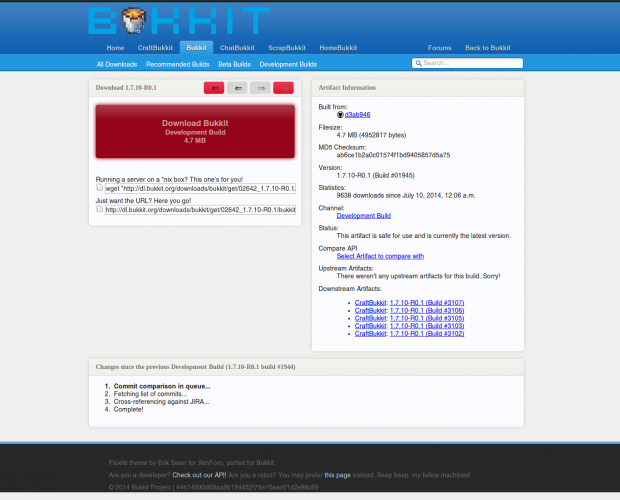 BUKKIT
Home CraftBukkit Bukkit ChatBukkit ScrapBukkit HomeBukkit Forums Back to Bukkit
All Downloads Recommended Builds Beta Builds Development Builds Search...
Download 1.7.10-R0.1
Download Bukkit
Development Build
4.7 MB
Running a server on a *nix box? This one's for you!
wget "http://dl.bukkit.org/downloads/bukkit/get/02642_1.7.10-R0.1.
Just want the URL? Here you go!
http://dl.bukkit.org/downloads/bukkit/get/02642_1.7.10-R0.1/bukkit
Artifact Information
Built from:
d3ab946
Filesize:
4.7 MB (4952817 bytes)
MD5 Checksum:
ab6ce1b2a0c01574f1bd9405857d5a75
Version:
1.7.10-R0.1 (Build #01945)
Statistics:
9638 downloads since July 10, 2014, 12:06 a.m.
Channel:
Development Build
Status:
This artifact is safe for use and is currently the latest version.
Compare API
Select Artifact to compare with
Upstream Artifacts:
There weren't any upstream artifacts for this build. Sorry!
Downstream Artifacts:
CraftBukkit: 1.7.10-R0.1 (Build #3107)
CraftBukkit: 1.7.10-R0.1 (Build #3106)
CraftBukkit: 1.7.10-R0.1 (Build #3105)
CraftBukkit: 1.7.10-R0.1 (Build #3103)
CraftBukkit: 1.7.10-R0.1 (Build #3102)
Changes since the previous Development Build (1.7.10-R0.1 build #1944)
1. Commit comparison in queue...
2. Fetching list of commits...
3. Cross-referencing against JIRA...
4. Complete!
Flexile theme by Erik Swan for XenForo, ported for Bukkit.
Are you a developer? Check out our API! Are you a robot? You may prefer this page instead. Beep beep, my fellow machines!
© 2014 Bukkit Project |